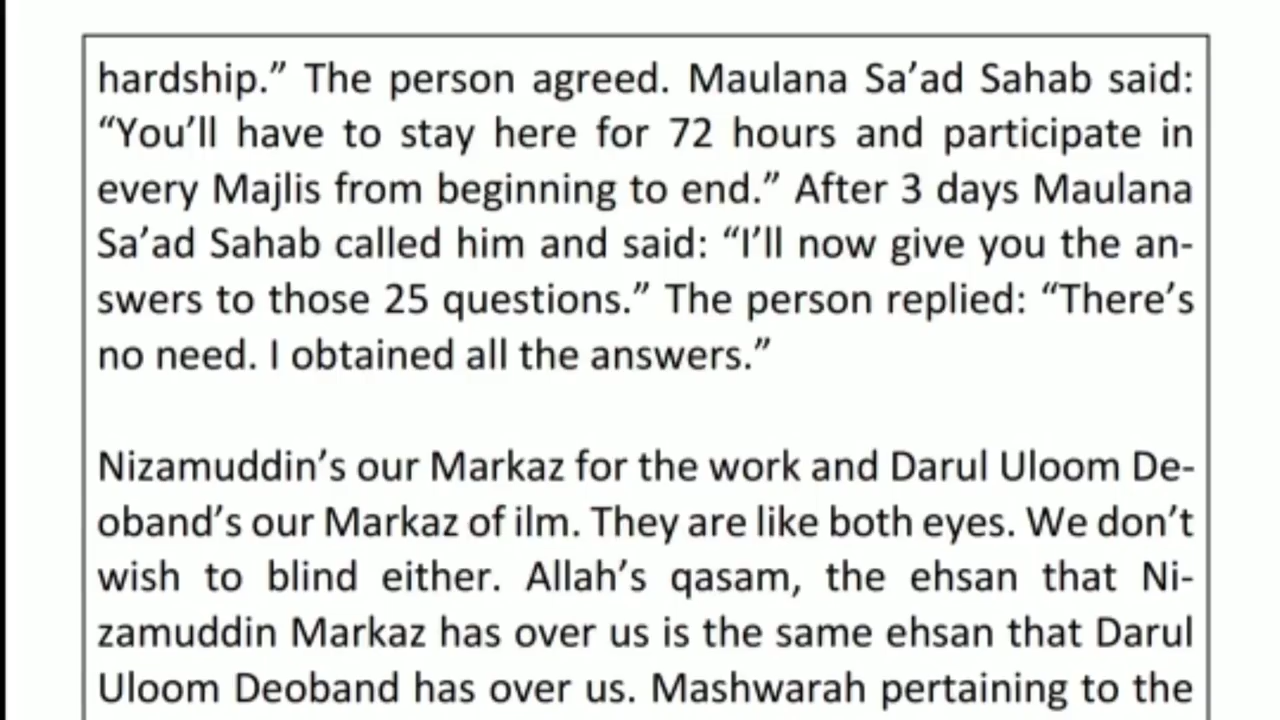 hardship.” The person agreed. Maulana Sa’ad Sahab said:
“You’ll have to stay here for 72 hours and participate in
every Majlis from beginning to end.” After 3 days Maulana
Sa’ad Sahab called him and said: “I’ll now give you the an-
swers to those 25 questions.” The person replied: “There’s
no need. I obtained all the answers.”
Nizamuddin’s our Markaz for the work and Darul Uloom De-
oband’s our Markaz of ilm. They are like both eyes. We don’t
wish to blind either. Allah’s qasam, the ehsan that Ni-
zamuddin Markaz has over us is the same ehsan that Darul
Uloom Deoband has over us. Mashwarah pertaining to the